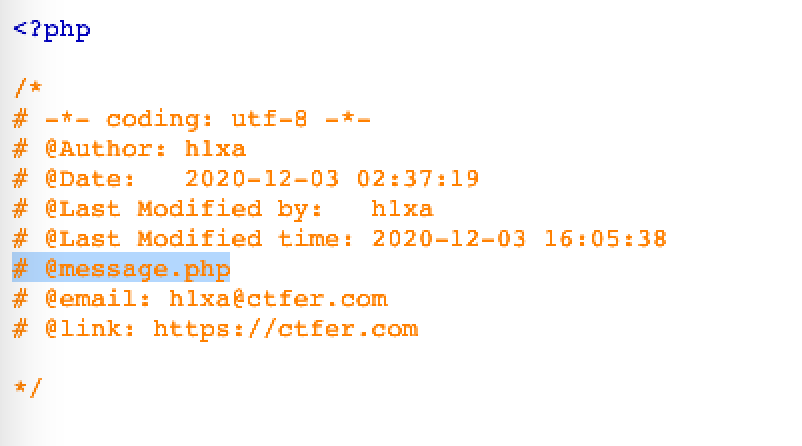 <?php
/*
# -*- coding: utf-8 -*-
# @Author: h1xa
# @Date:   2020-12-03 02:37:19
# @Last Modified by:   h1xa
# @Last Modified time: 2020-12-03 16:05:38
# @message.php
# @email: h1xa@ctfer.com
# @link: https://ctfer.com
*/